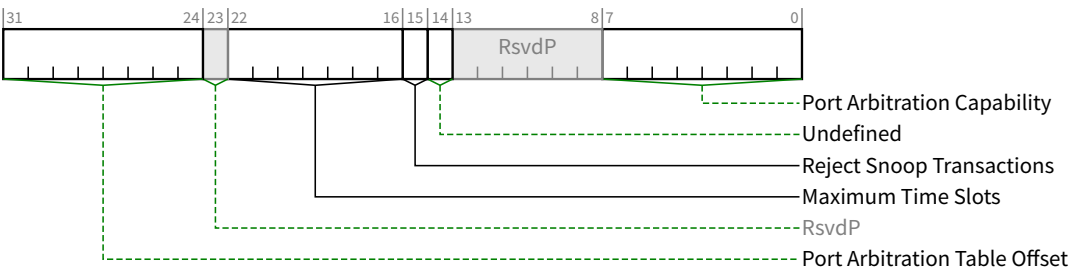 31 24 23 22 16 15 14 13 8 7 0
RsvdP
Port Arbitration Capability
Undefined
Reject Snoop Transactions
Maximum Time Slots
RsvdP
Port Arbitration Table Offset